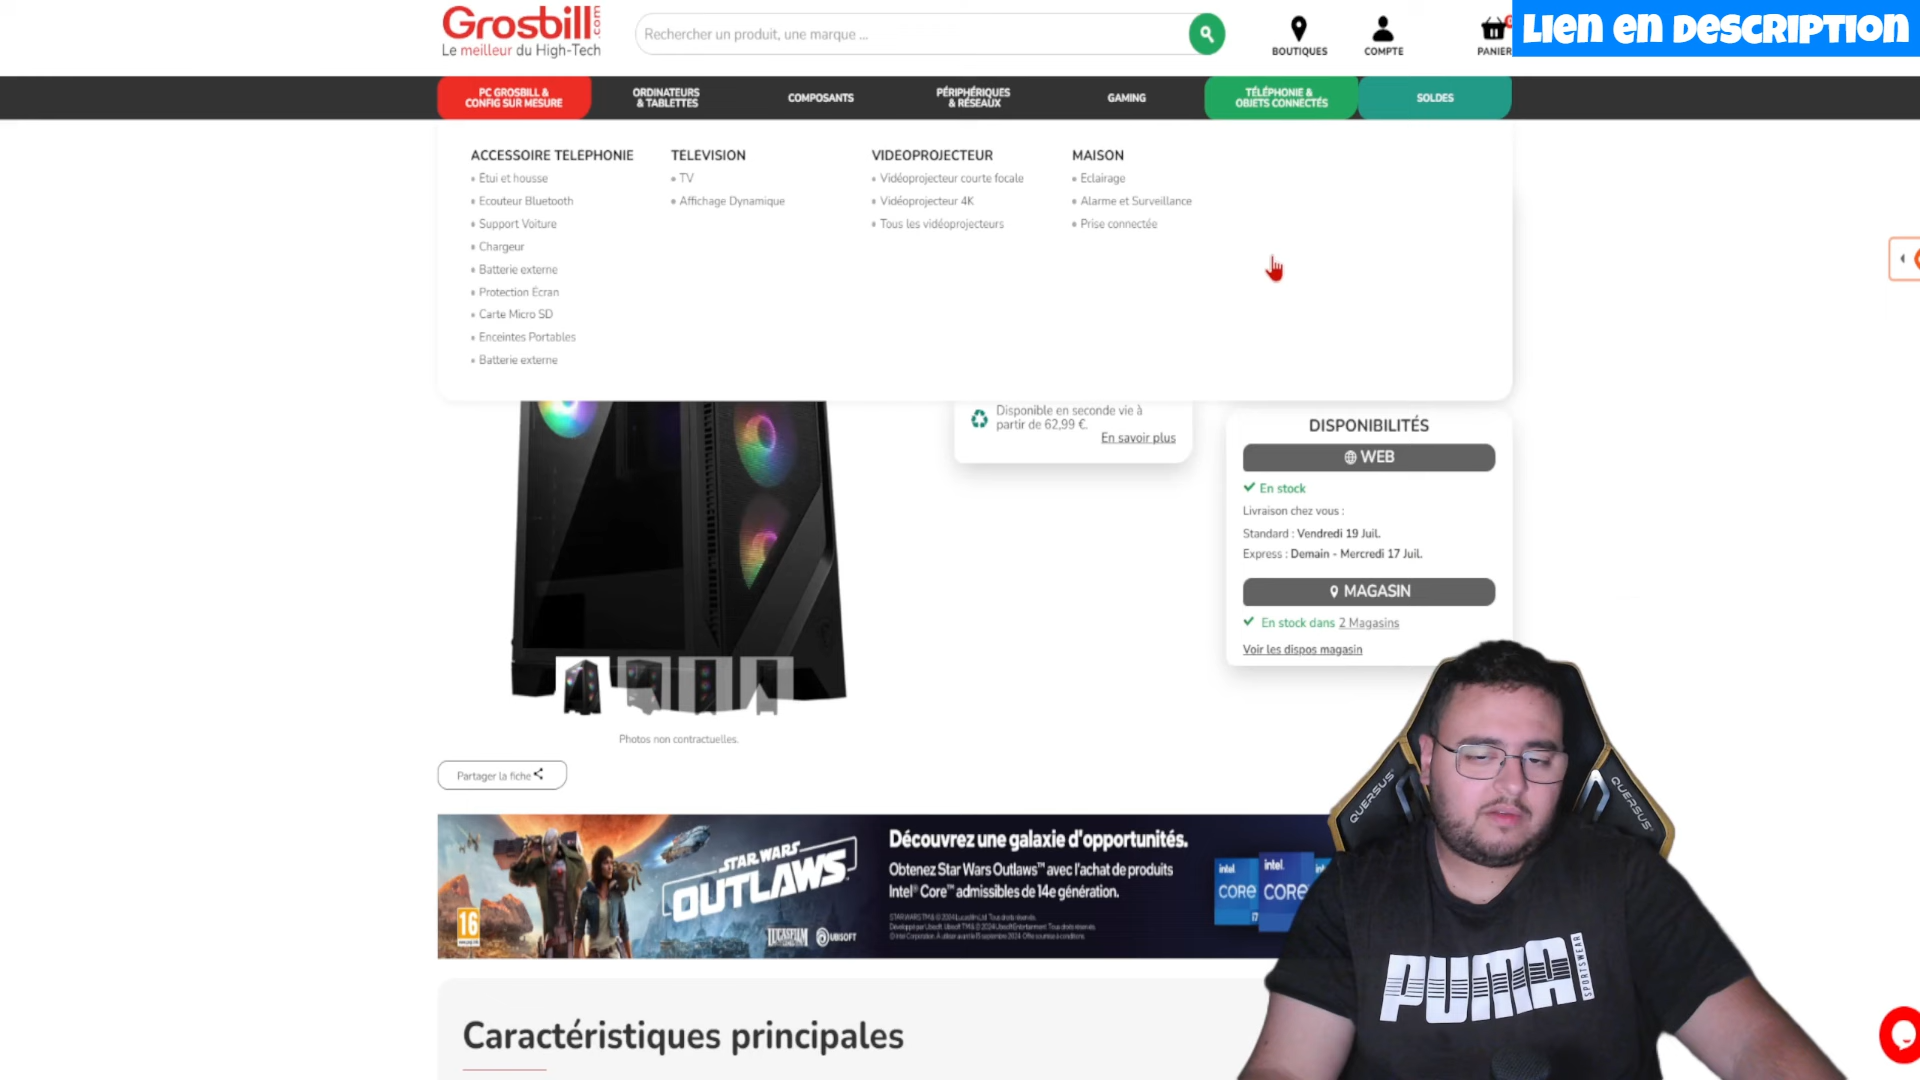 Grosbill.com
Le meilleur du High-Tech
Rechercher un produit, une marque ...
BOUTIQUES
COMPTE
PANIER
Lien en description
PC GROSBILL &
CONFIG SUR MESURE
ORDINATEURS
& TABLETTES
COMPOSANTS
PÉRIPHÉRIQUES
& RÉSEAUX
GAMING
TÉLÉPHONIE &
OBJETS CONNECTÉS
SOLDES
ACCESSOIRE TELEPHONIE
Étui et housse
Ecouteur Bluetooth
Support Voiture
Chargeur
Batterie externe
Protection Écran
Carte Micro SD
Enceintes Portables
Batterie externe
TELEVISION
TV
Affichage Dynamique
VIDEOPROJECTEUR
Vidéoprojecteur courte focale
Vidéoprojecteur 4K
Tous les vidéoprojecteurs
MAISON
Eclairage
Alarme et Surveillance
Prise connectée
Disponible en seconde vie à
partir de 62,99 €.
En savoir plus
DISPONIBILITÉS
WEB
En stock
Livraison chez vous :
Standard : Vendredi 19 Juil.
Express : Demain - Mercredi 17 Juil.
MAGASIN
En stock dans 2 Magasins
Voir les dispos magasin
Photos non contractuelles.
Partager la fiche
STAR WARS
OUTLAWS
16
LUCASFILM GAMES
UBISOFT
Découvrez une galaxie d'opportunités.
Obtenez Star Wars Outlaws™ avec l'achat de produits
Intel® Core™ admissibles de 14e génération.
intel CORE
intel. CORE
i7
QUERSUS
QUERSUS
PUMA
SPORTSWEAR
Caractéristiques principales